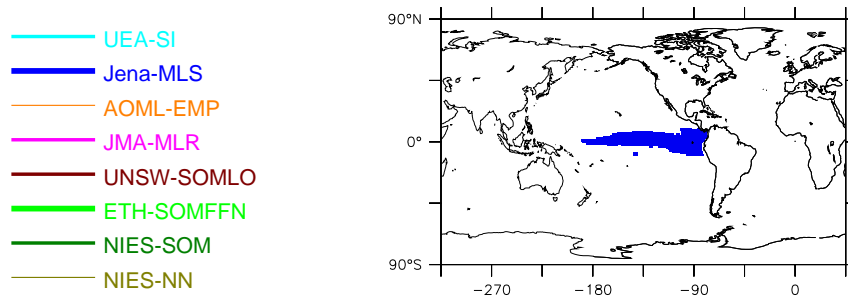 UEA-SI
Jena-MLS
AOML-EMP
JMA-MLR
UNSW-SOMLO
ETH-SOMFFN
NIES-SOM
NIES-NN
90°N
0°
90°S
-270
-180
-90
0